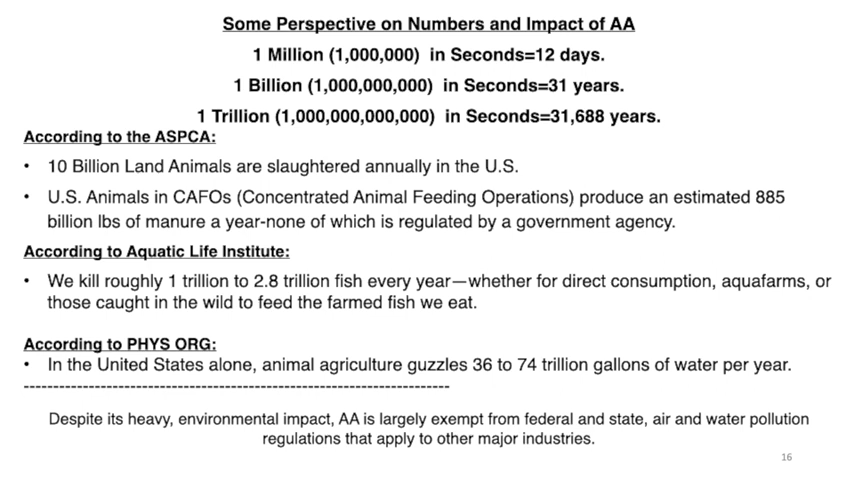 Some Perspective on Numbers and Impact of AA
1 Million (1,000,000) in Seconds=12 days.
1 Billion (1,000,000,000) in Seconds=31 years.
1 Trillion (1,000,000,000,000) in Seconds=31,688 years.
According to the ASPCA:
• 10 Billion Land Animals are slaughtered annually in the U.S.
• U.S. Animals in CAFOs (Concentrated Animal Feeding Operations) produce an estimated 885
billion lbs of manure a year-none of which is regulated by a government agency.
According to Aquatic Life Institute:
• We kill roughly 1 trillion to 2.8 trillion fish every year—whether for direct consumption, aquafarms, or
those caught in the wild to feed the farmed fish we eat.
According to PHYS ORG:
• In the United States alone, animal agriculture guzzles 36 to 74 trillion gallons of water per year.
------------------------------------------------------------------------
Despite its heavy, environmental impact, AA is largely exempt from federal and state, air and water pollution
regulations that apply to other major industries.
16